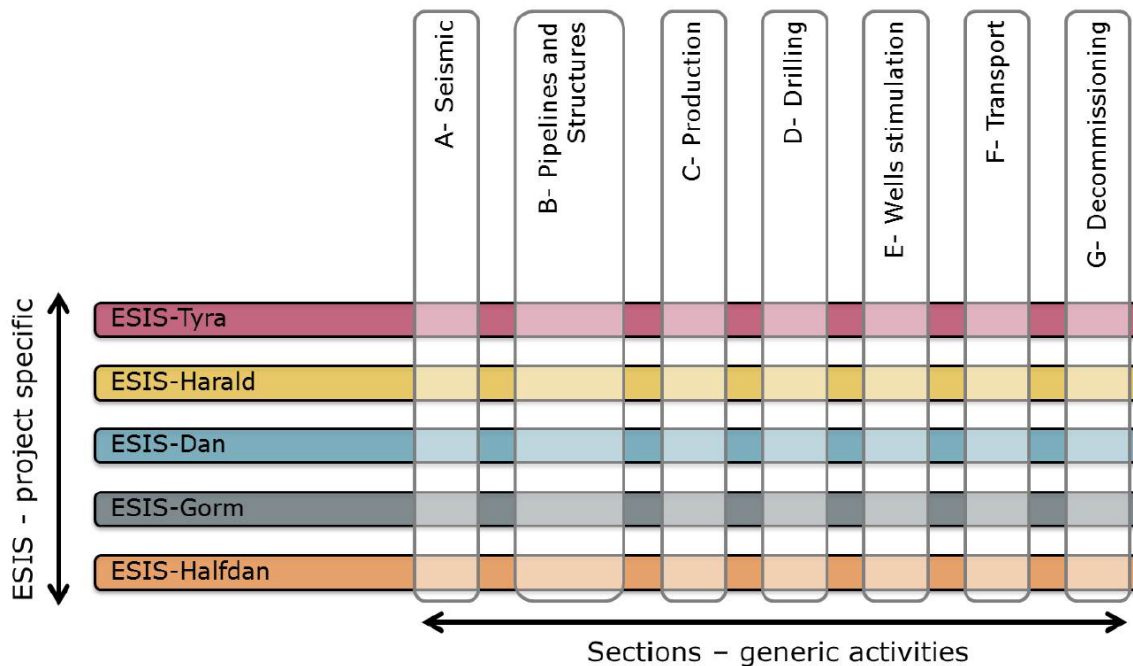 A- Seismic
B- Pipelines and
Structures
C- Production
D- Drilling
E- Wells stimulation
F- Transport
G- Decommissioning
ESIS - project specific
ESIS-Tyra
ESIS-Harald
ESIS-Dan
ESIS-Gorm
ESIS-Halfdan
Sections – generic activities